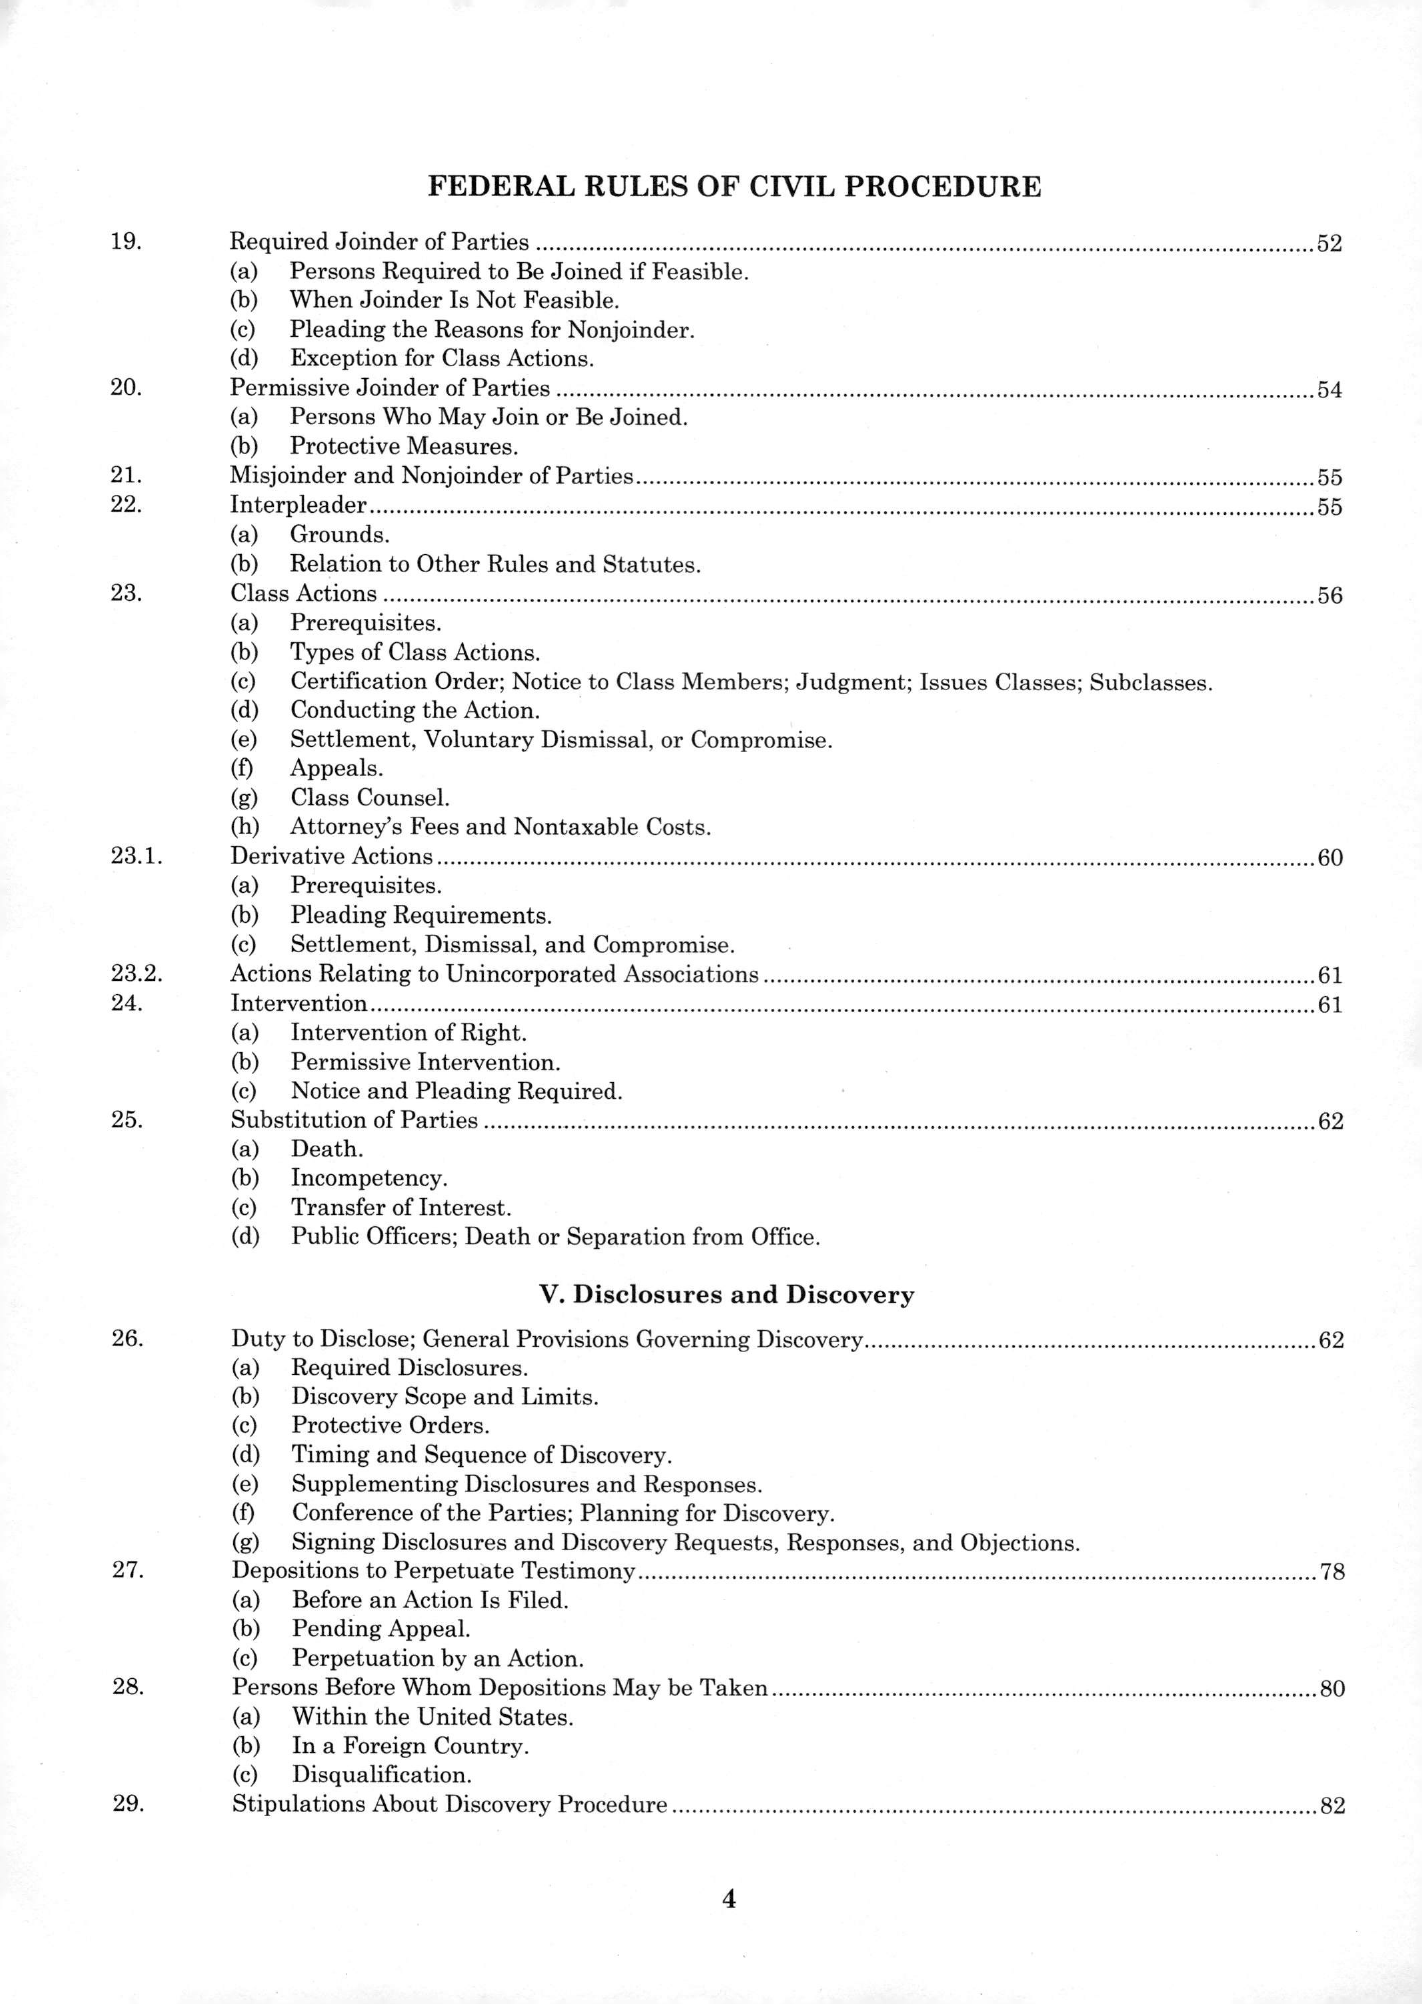 FEDERAL RULES OF CIVIL PROCEDURE
19. Required Joinder of Parties ........ 52
(a) Persons Required to Be Joined if Feasible.
(b) When Joinder Is Not Feasible.
(c) Pleading the Reasons for Nonjoinder.
(d) Exception for Class Actions.
20. Permissive Joinder of Parties ........ 54
(a) Persons Who May Join or Be Joined.
(b) Protective Measures.
21. Misjoinder and Nonjoinder of Parties ........ 55
22. Interpleader ........ 55
(a) Grounds.
(b) Relation to Other Rules and Statutes.
23. Class Actions ........ 56
(a) Prerequisites.
(b) Types of Class Actions.
(c) Certification Order; Notice to Class Members; Judgment; Issues Classes; Subclasses.
(d) Conducting the Action.
(e) Settlement, Voluntary Dismissal, or Compromise.
(f) Appeals.
(g) Class Counsel.
(h) Attorney's Fees and Nontaxable Costs.
23.1. Derivative Actions ........ 60
(a) Prerequisites.
(b) Pleading Requirements.
(c) Settlement, Dismissal, and Compromise.
23.2. Actions Relating to Unincorporated Associations ........ 61
24. Intervention ........ 61
(a) Intervention of Right.
(b) Permissive Intervention.
(c) Notice and Pleading Required.
25. Substitution of Parties ........ 62
(a) Death.
(b) Incompetency.
(c) Transfer of Interest.
(d) Public Officers; Death or Separation from Office.
V. Disclosures and Discovery
26. Duty to Disclose; General Provisions Governing Discovery ........ 62
(a) Required Disclosures.
(b) Discovery Scope and Limits.
(c) Protective Orders.
(d) Timing and Sequence of Discovery.
(e) Supplementing Disclosures and Responses.
(f) Conference of the Parties; Planning for Discovery.
(g) Signing Disclosures and Discovery Requests, Responses, and Objections.
27. Depositions to Perpetuate Testimony ........ 78
(a) Before an Action Is Filed.
(b) Pending Appeal.
(c) Perpetuation by an Action.
28. Persons Before Whom Depositions May be Taken ........ 80
(a) Within the United States.
(b) In a Foreign Country.
(c) Disqualification.
29. Stipulations About Discovery Procedure ........ 82
4